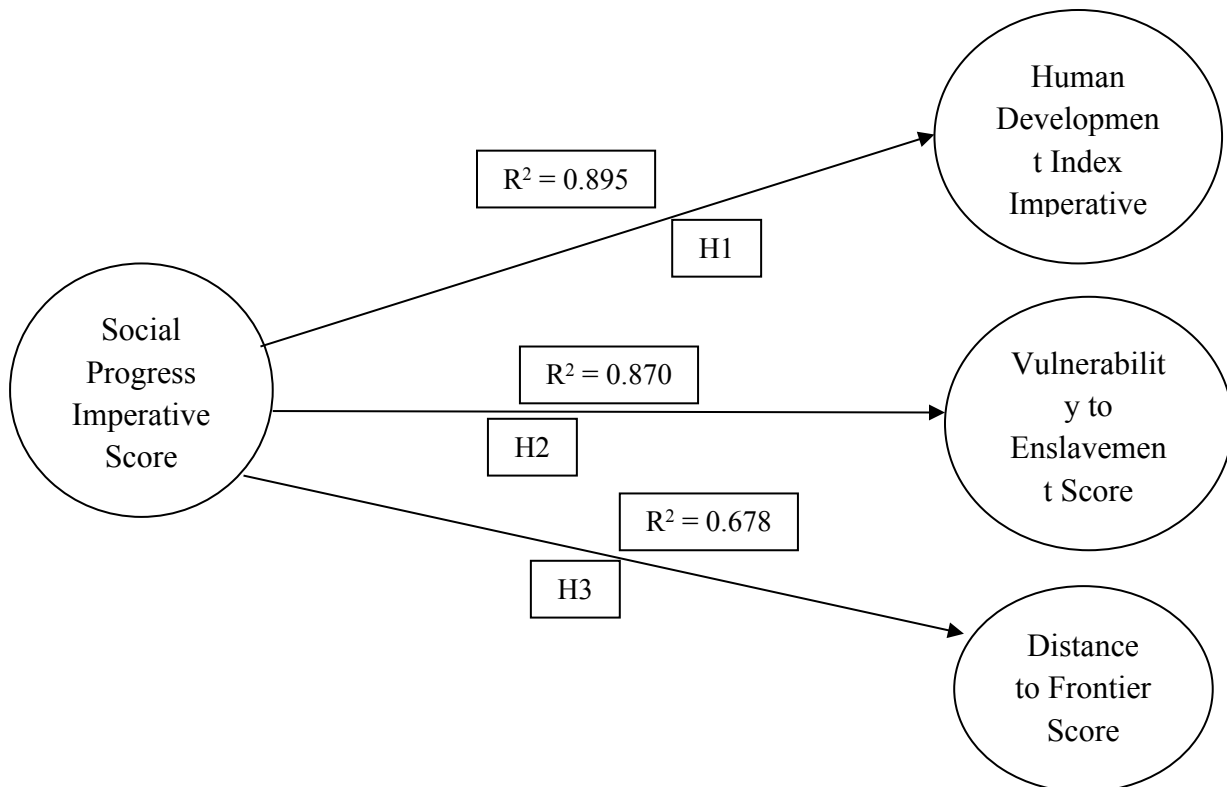 Human
Developmen
t Index
Imperative
R² = 0.895
H1
Social
Progress
Imperative
Score
R² = 0.870
H2
Vulnerabilit
y to
Enslavemen
t Score
R² = 0.678
H3
Distance
to Frontier
Score